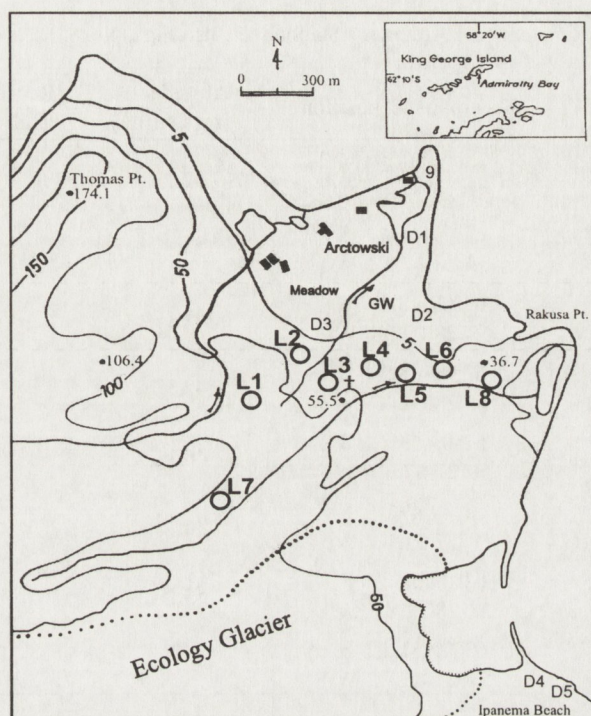 N
0 300 m
58° 20' W
King George Island
62° 10' S
Admiralty Bay
Thomas Pt.
174.1
5
150
50
9
D1
Arctowski
Meadow
GW
D3
D2
5
Rakusa Pt.
106.4
100
L2
L4
L6
36.7
L1
L3
L5
L8
55.5
L7
50
Ecology Glacier
D4
D5
Ipanema Beach